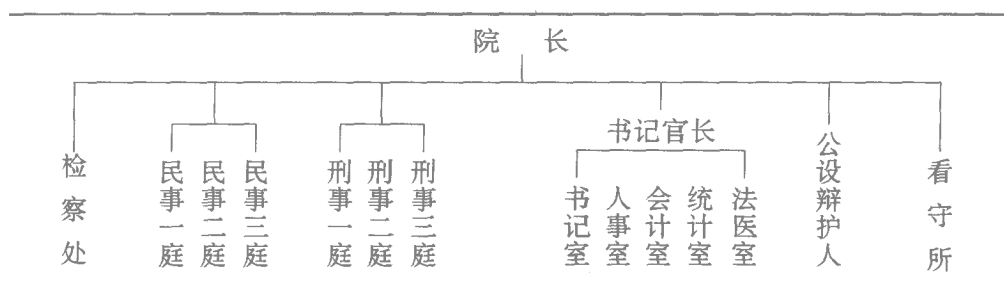 院长
检察处
民事一庭
民事二庭
民事三庭
刑事一庭
刑事二庭
刑事三庭
书记官长
书记室
人事室
会计室
统计室
法医室
公设辩护人
看守所